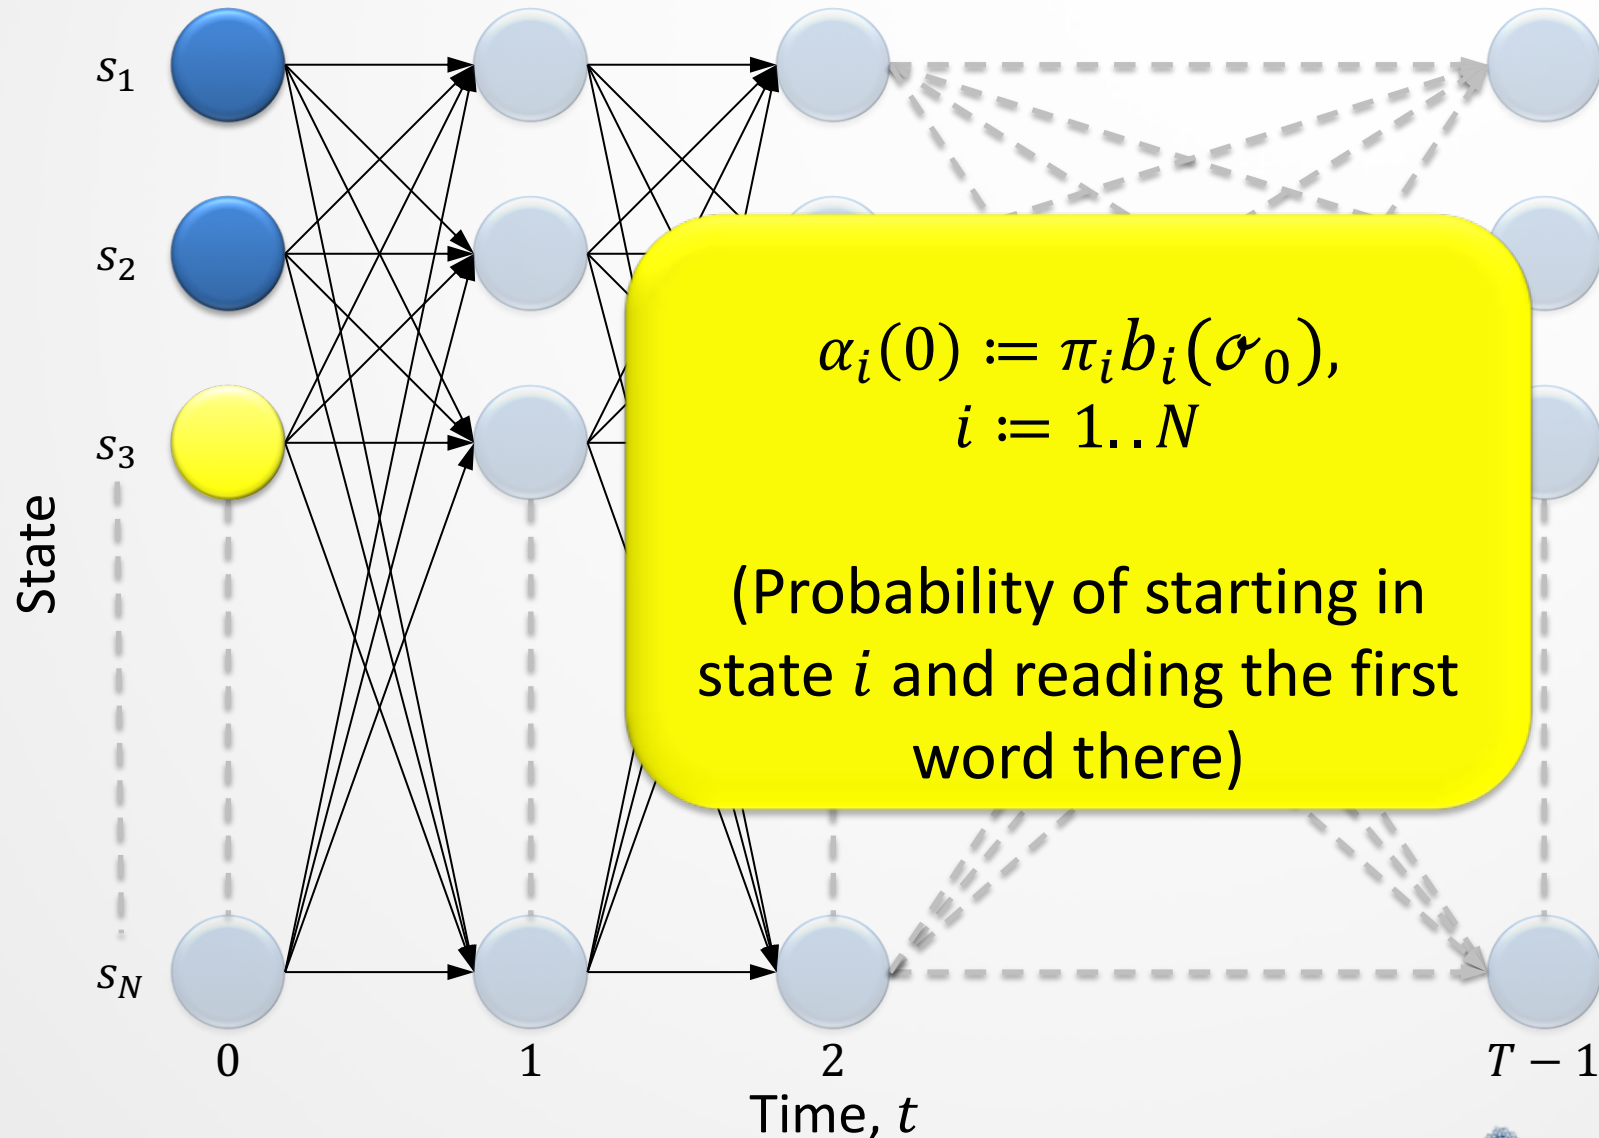 s₁
s₂
s₃
s_N
State
αᵢ(0) ≔ πᵢbᵢ(σ₀),
i ≔ 1..N
(Probability of starting in
state i and reading the first
word there)
0 1 2 T − 1
Time, t